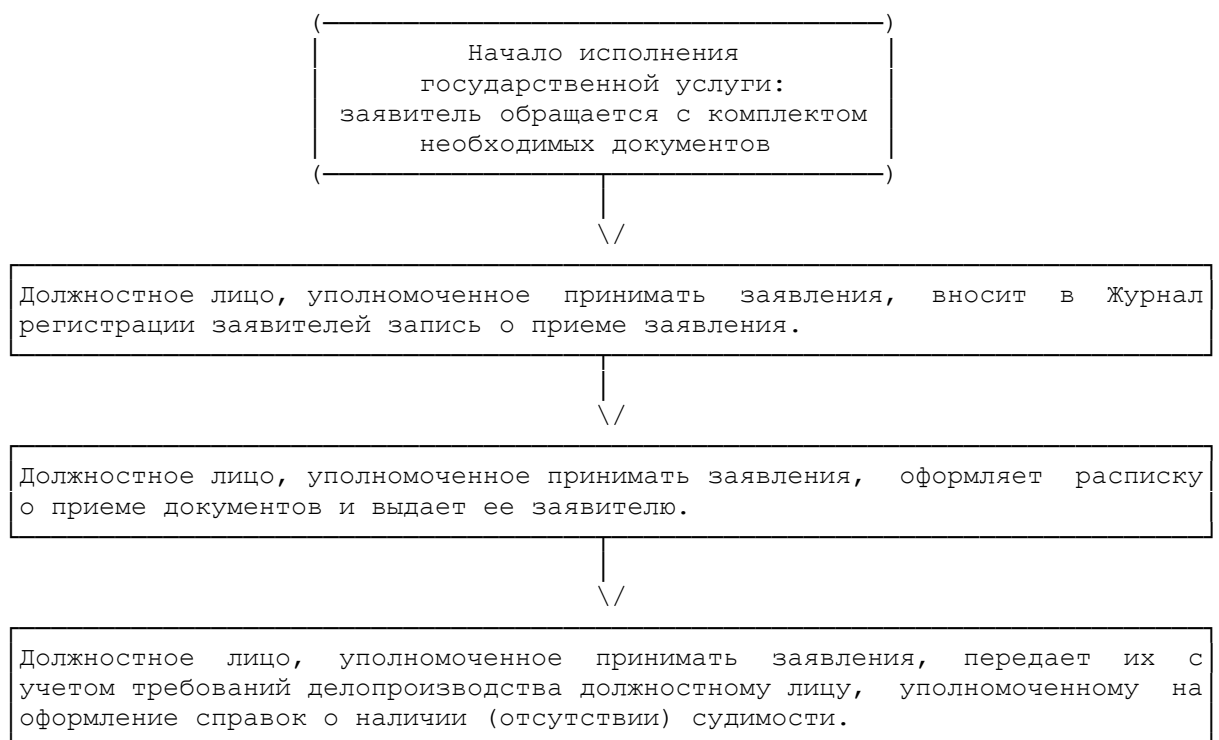 Начало исполнения
государственной услуги:
заявитель обращается с комплектом
необходимых документов
Должностное лицо, уполномоченное принимать заявления, вносит в Журнал
регистрации заявителей запись о приеме заявления.
Должностное лицо, уполномоченное принимать заявления, оформляет расписку
о приеме документов и выдает ее заявителю.
Должностное лицо, уполномоченное принимать заявления, передает их с
учетом требований делопроизводства должностному лицу, уполномоченному на
оформление справок о наличии (отсутствии) судимости.